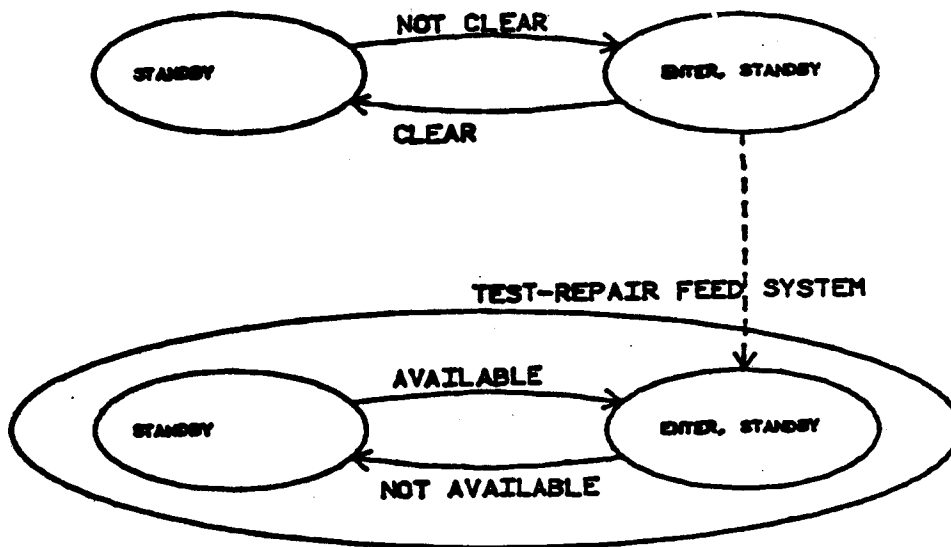 NOT CLEAR
STANDBY
ENTER, STANDBY
CLEAR
TEST-REPAIR FEED SYSTEM
AVAILABLE
STANDBY
ENTER, STANDBY
NOT AVAILABLE